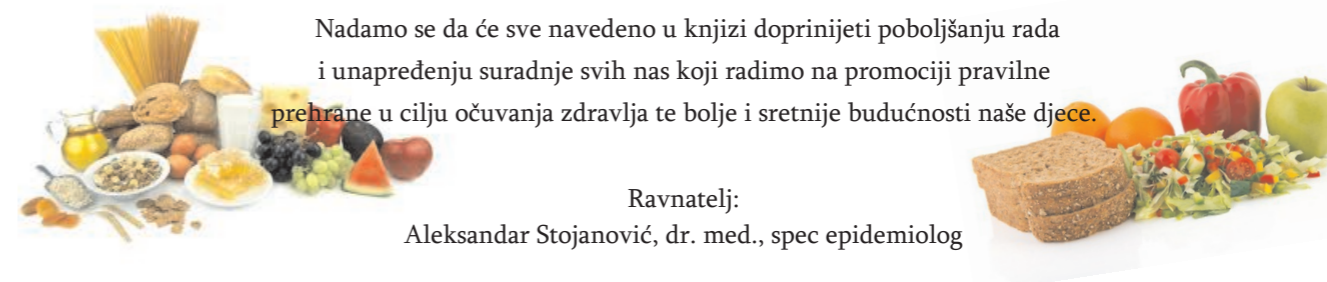 Nadamo se da će sve navedeno u knjizi doprinijeti poboljšanju rada
i unapređenju suradnje svih nas koji radimo na promociji pravilne
prehrane u cilju očuvanja zdravlja te bolje i sretnije budućnosti naše djece.
Ravnatelj:
Aleksandar Stojanović, dr. med., spec epidemiolog